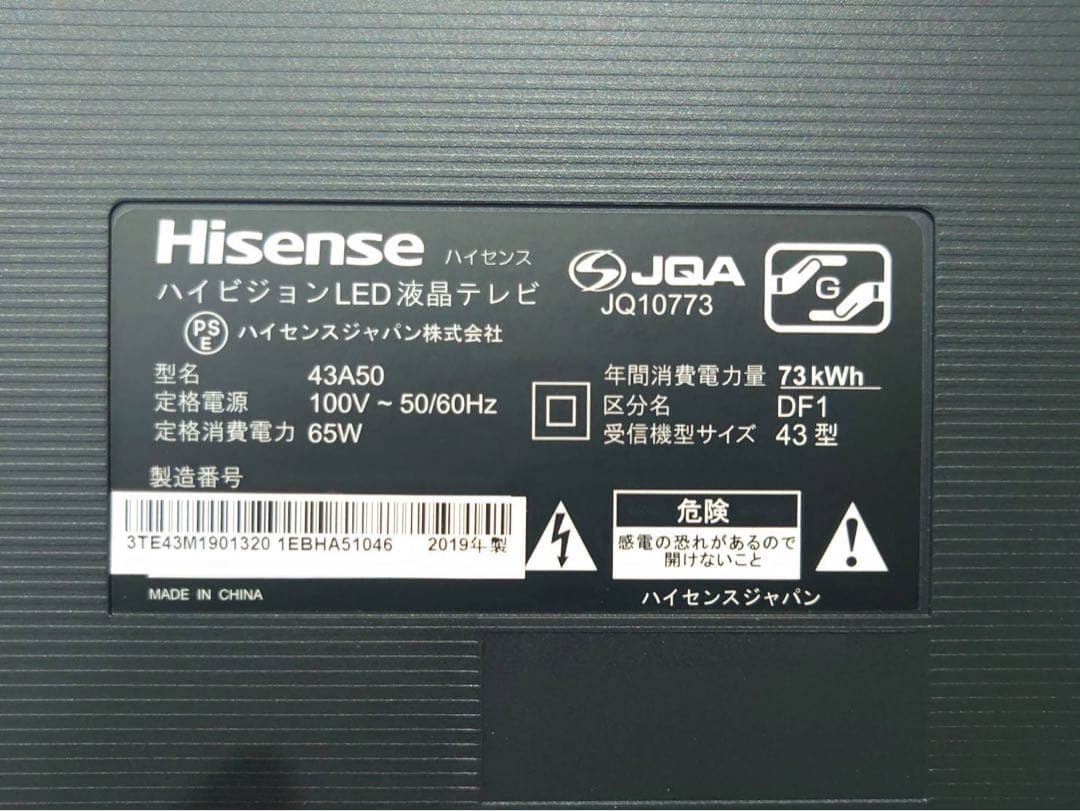 Hisense ハイセンス
ハイビジョンLED液晶テレビ
PSE ハイセンスジャパン株式会社
JQA
JQ10773
G
型名 43A50
定格電源 100V ~ 50/60Hz
定格消費電力 65W
年間消費電力量 73kWh
区分名 DF1
受信機型サイズ 43型
製造番号
3TE43M1901320 1EBHA51046 2019年製
MADE IN CHINA
危険
感電の恐れがあるので
開けないこと
ハイセンスジャパン